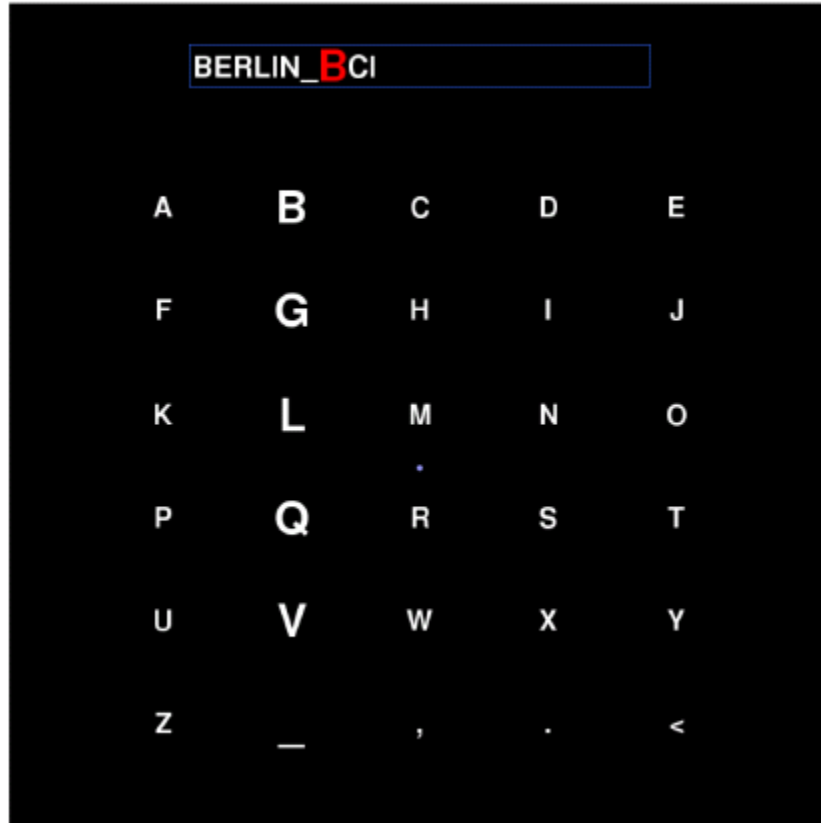 BERLIN_BCI
A B C D E
F G H I J
K L M N O
P Q R S T
U V W X Y
Z _ , . <